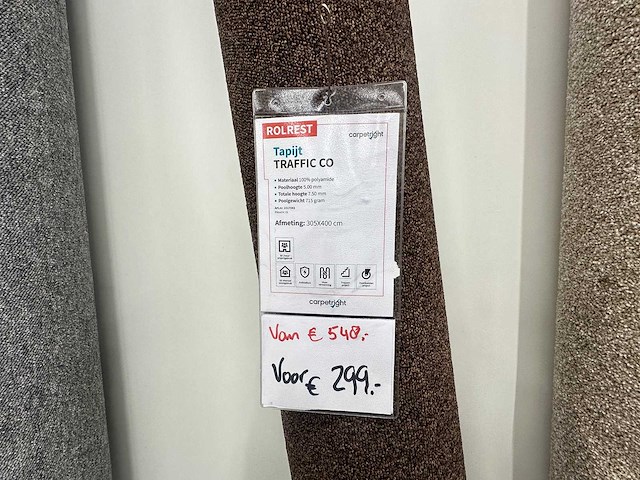 ROLREST
carpetright
Tapijt
TRAFFIC CO
• Materiaal 100% polyamide
• Poolhoogte 5.00 mm
• Totale hoogte 7.50 mm
• Poolgewicht 715 gram
Afmeting: 305X400 cm
carpetright
Van € 548,-
Voor € 299.-